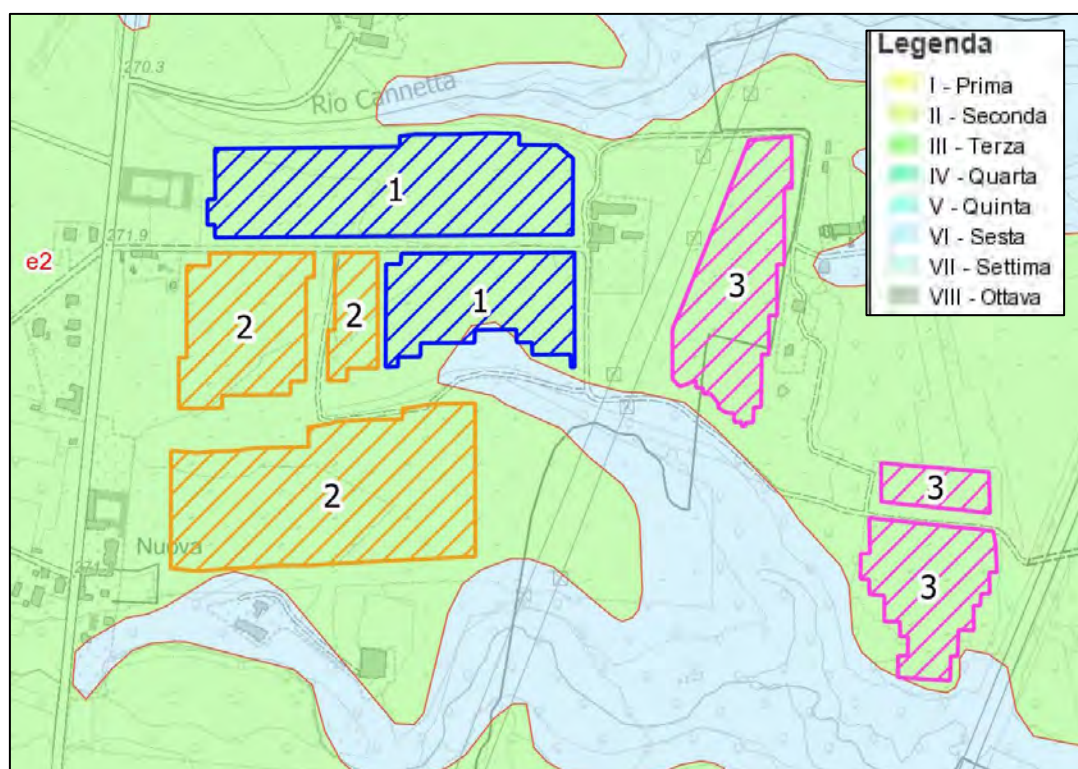 270.3
Rio Cannetta
Legenda
I - Prima
II - Seconda
III - Terza
IV - Quarta
V - Quinta
VI - Sesta
VII - Settima
VIII - Ottava
1
271.9
e2
3
2
2
1
2
3
Nuova
3